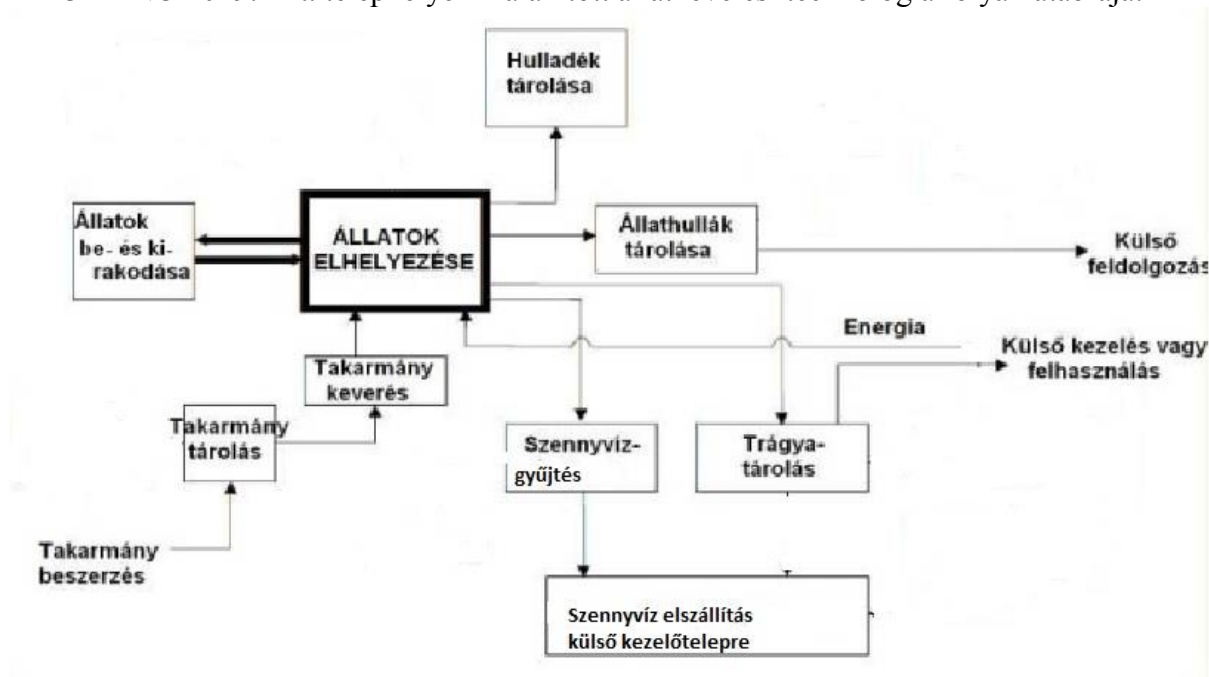 Hulladék
tárolása
Állatok
be- és ki-
rakodása
ÁLLATOK
ELHELYEZÉSE
Állathullák
tárolása
Külső
feldolgozás
Energia
Külső kezelés vagy
felhasználás
Takarmány
keverés
Takarmány
tárolás
Szennyvíz-
gyűjtés
Trágya-
tárolás
Takarmány
beszerzés
Szennyvíz elszállítás
külső kezelőtelepre